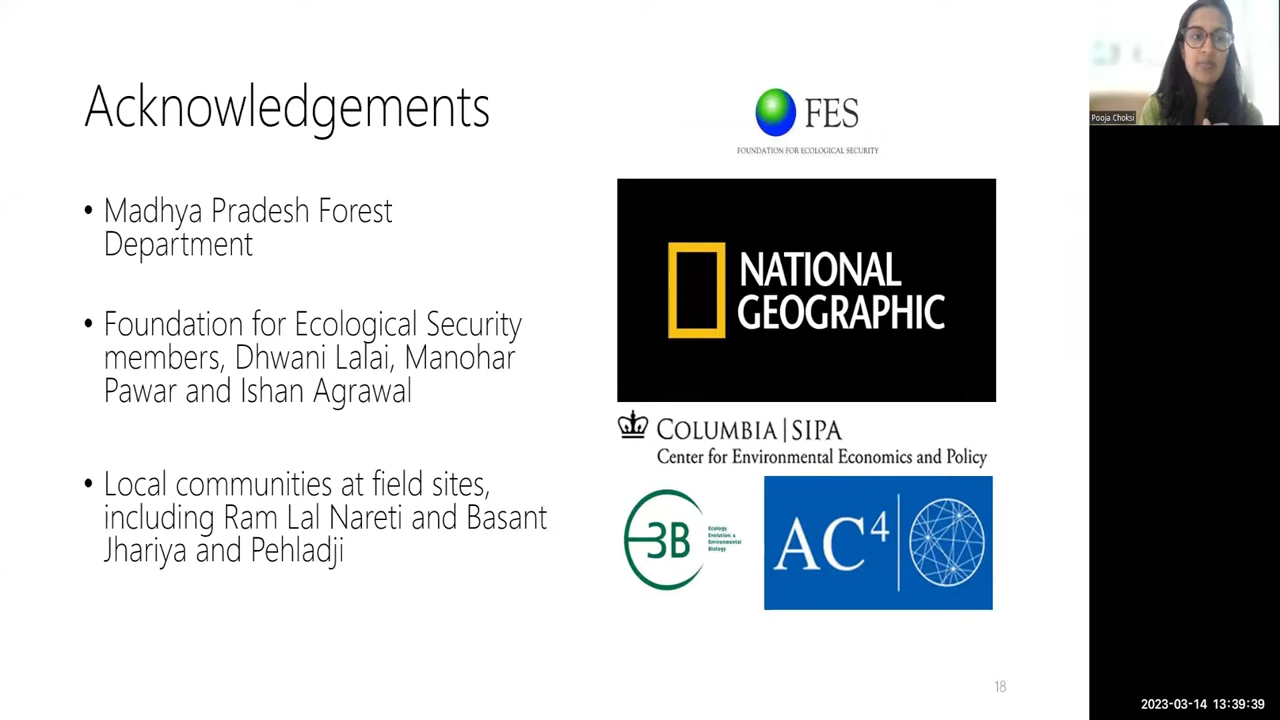 Acknowledgements
• Madhya Pradesh Forest
Department
• Foundation for Ecological Security
members, Dhwani Lalai, Manohar
Pawar and Ishan Agrawal
• Local communities at field sites,
including Ram Lal Nareti and Basant
Jhariya and Pehladji
FES
FOUNDATION FOR ECOLOGICAL SECURITY
NATIONAL
GEOGRAPHIC
COLUMBIA | SIPA
Center for Environmental Economics and Policy
E3B
Ecology,
Evolution, &
Environmental
Biology
AC4
18
Pooja Choksi
2023-03-14 13:39:39